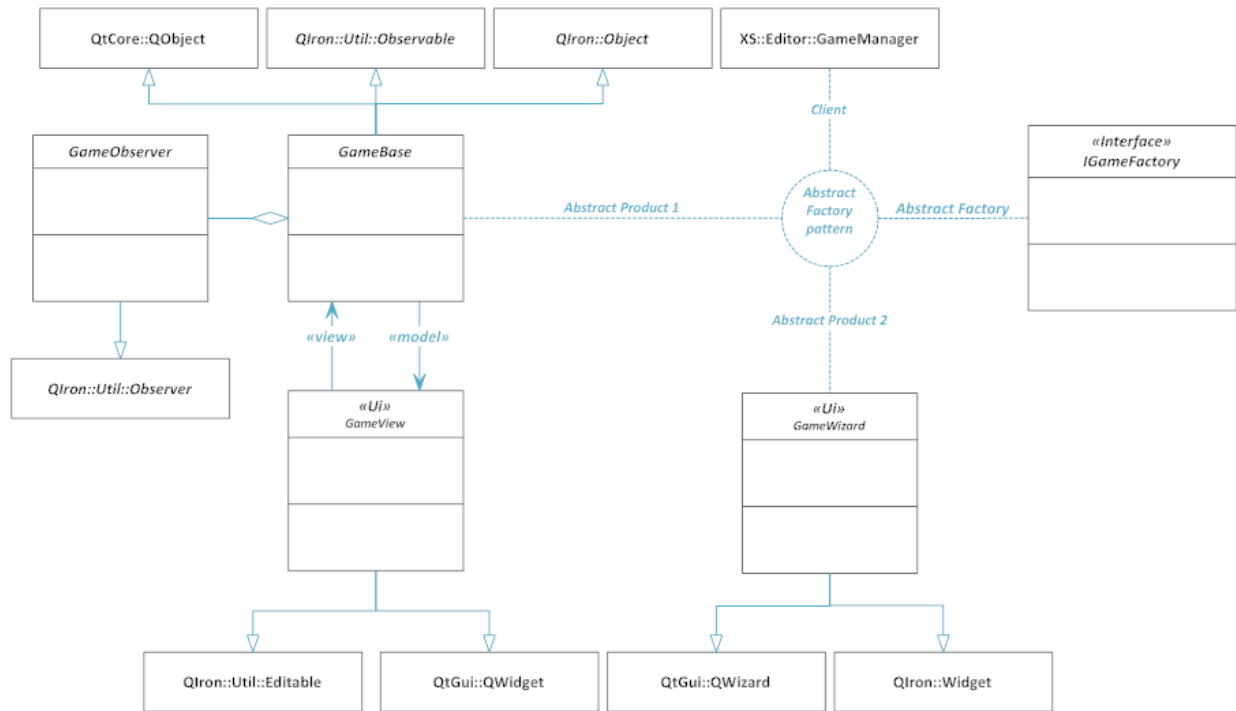 QtCore::QObject
QIron::Util::Observable
QIron::Object
XS::Editor::GameManager
Client
GameObserver
GameBase
«Interface»
IGameFactory
Abstract Product 1
Abstract
Factory
pattern
Abstract Factory
Abstract Product 2
«view»
«model»
QIron::Util::Observer
«Ui»
GameView
«Ui»
GameWizard
QIron::Util::Editable
QtGui::QWidget
QtGui::QWizard
QIron::Widget